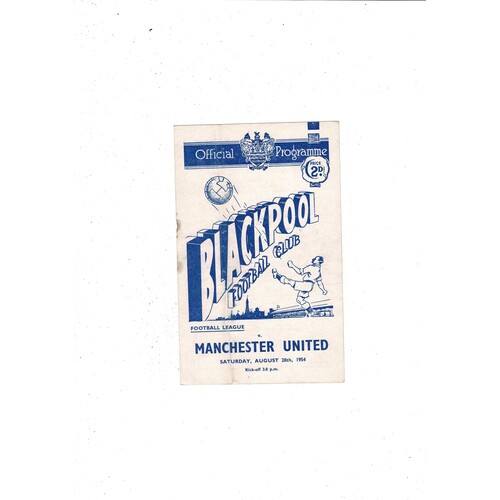 Official Programme
PRICE
2D.
BLACKPOOL
FOOTBALL CLUB
FOOTBALL LEAGUE
v.
MANCHESTER UNITED
SATURDAY, AUGUST 28th, 1954
Kick-off 3.0 p.m.